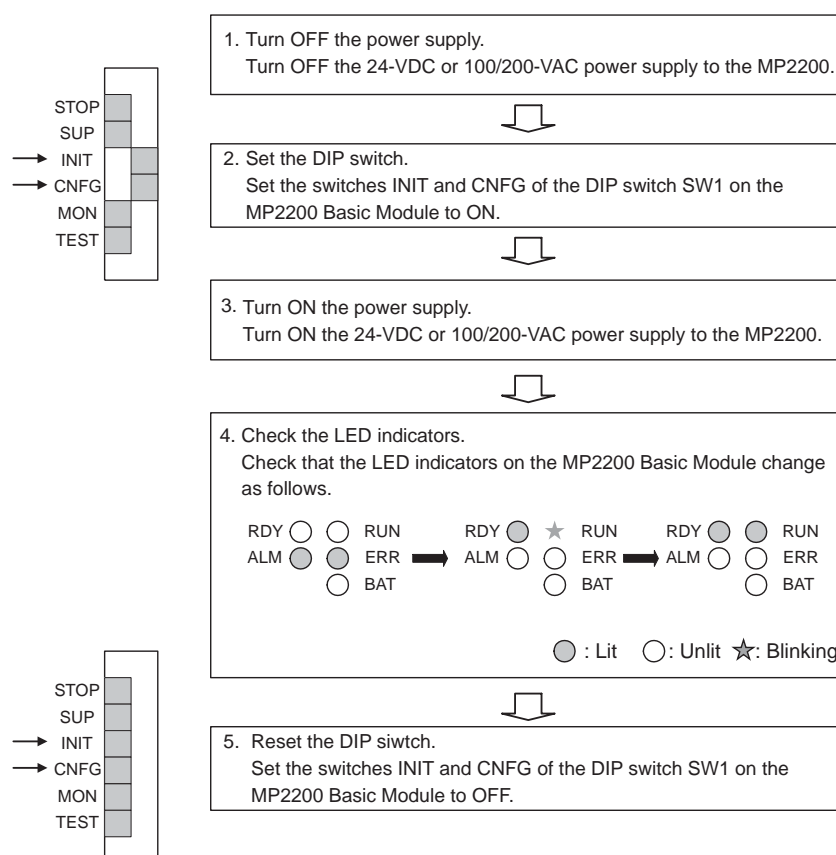 1. Turn OFF the power supply.
Turn OFF the 24-VDC or 100/200-VAC power supply to the MP2200.
STOP
SUP
INIT
CNFG
MON
TEST
2. Set the DIP switch.
Set the switches INIT and CNFG of the DIP switch SW1 on the
MP2200 Basic Module to ON.
3. Turn ON the power supply.
Turn ON the 24-VDC or 100/200-VAC power supply to the MP2200.
4. Check the LED indicators.
Check that the LED indicators on the MP2200 Basic Module change
as follows.
RDY RUN RDY RUN RDY RUN
ALM ERR ALM ERR ALM ERR
BAT BAT BAT
: Lit : Unlit : Blinking
STOP
SUP
INIT
CNFG
MON
TEST
5. Reset the DIP siwtch.
Set the switches INIT and CNFG of the DIP switch SW1 on the
MP2200 Basic Module to OFF.